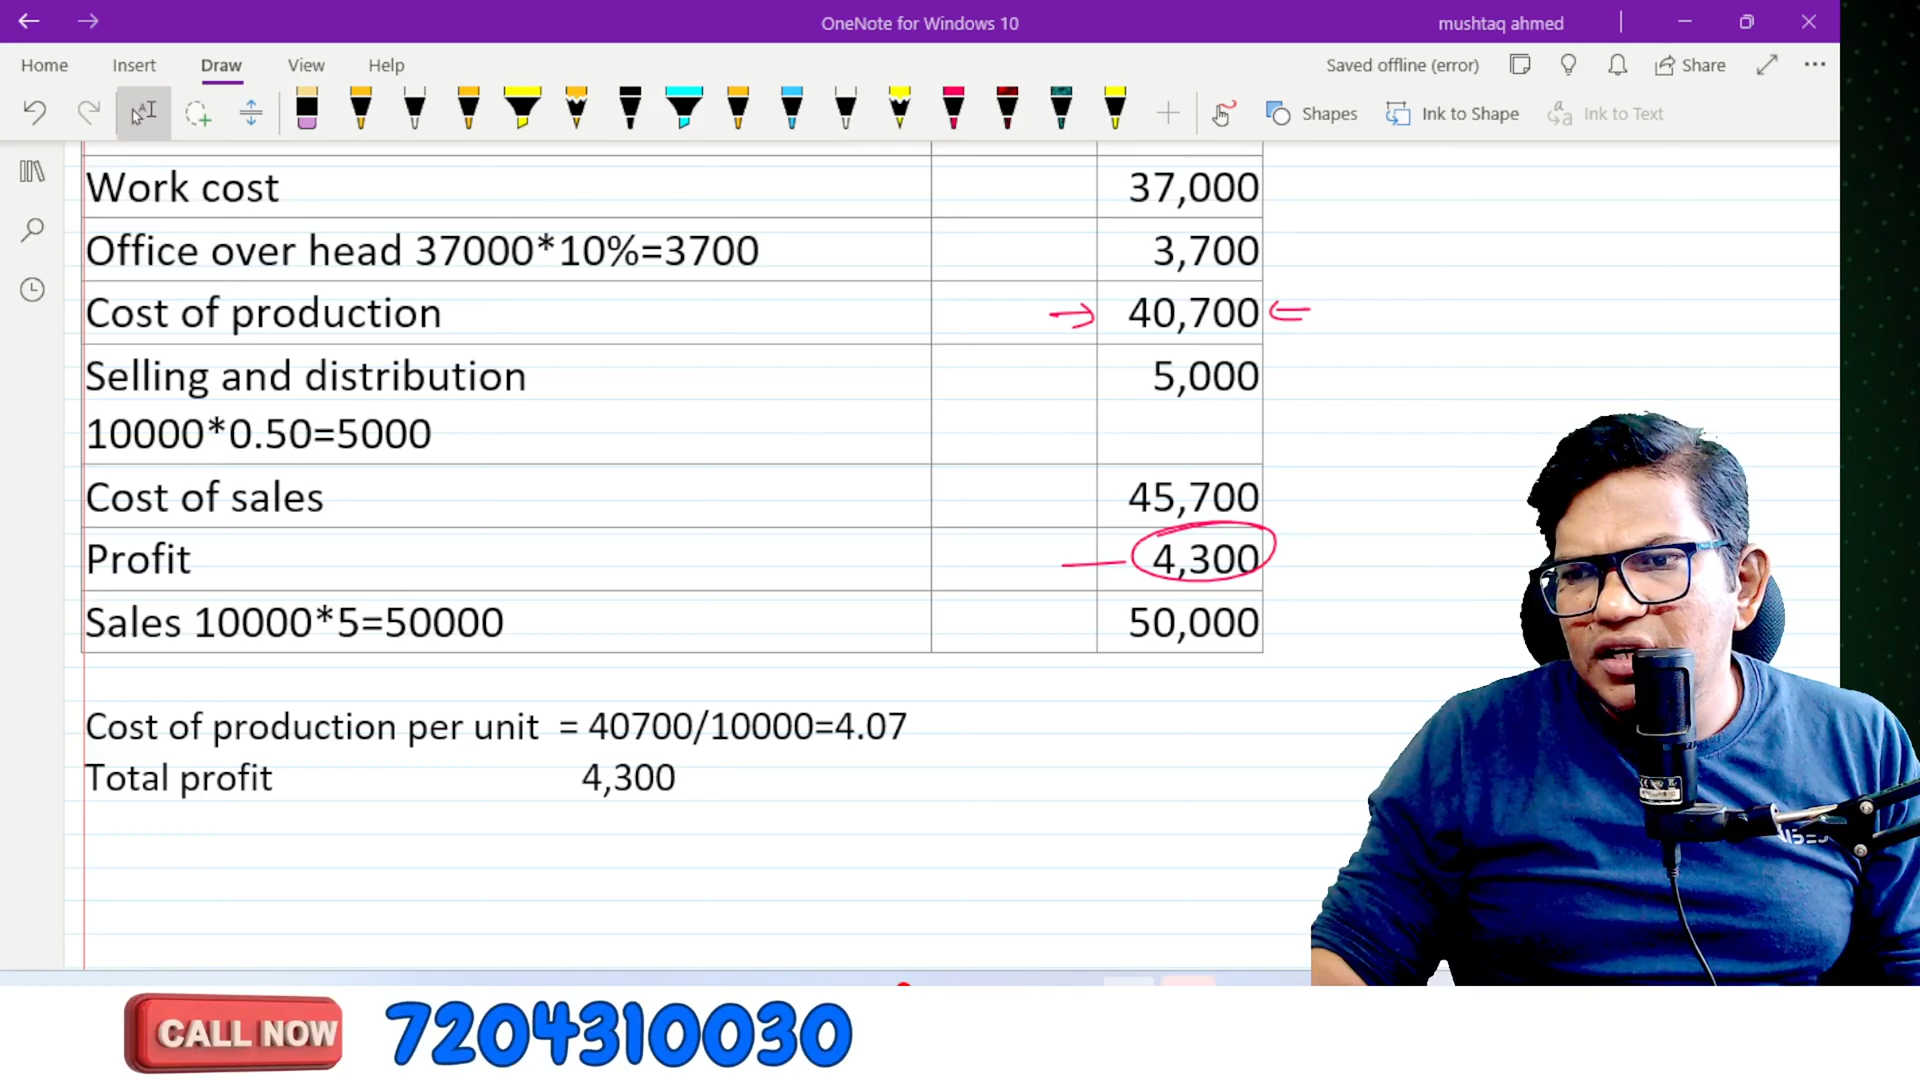 OneNote for Windows 10
mushtaq ahmed
Home Insert Draw View Help
Saved offline (error) Share
Shapes Ink to Shape Ink to Text
Work cost 37,000
Office over head 37000*10%=3700 3,700
Cost of production 40,700
Selling and distribution 5,000
10000*0.50=5000
Cost of sales 45,700
Profit 4,300
Sales 10000*5=50000 50,000
Cost of production per unit = 40700/10000=4.07
Total profit 4,300
CALL NOW 7204310030